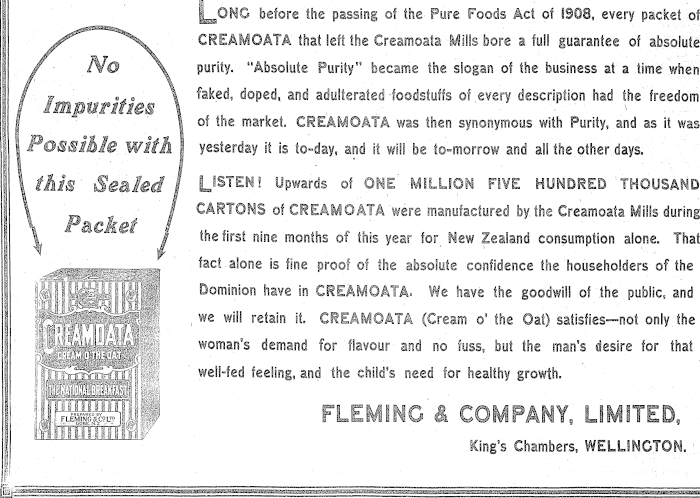 No
Impurities
Possible with
this Sealed
Packet
CREAMOATA
CREAM O' THE OAT
THE NATIONAL BREAKFAST
PREPARED BY
FLEMING & CO LTD
GORE, N.Z.
LONG before the passing of the Pure Foods Act of 1908, every packet of
CREAMOATA that left the Creamoata Mills bore a full guarantee of absolute
purity. "Absolute Purity" became the slogan of the business at a time when
faked, doped, and adulterated foodstuffs of every description had the freedom
of the market. CREAMOATA was then synonymous with Purity, and as it was
yesterday it is to-day, and it will be to-morrow and all the other days.
LISTEN! Upwards of ONE MILLION FIVE HUNDRED THOUSAND
CARTONS of CREAMOATA were manufactured by the Creamoata Mills during
the first nine months of this year for New Zealand consumption alone. That
fact alone is fine proof of the absolute confidence the householders of the
Dominion have in CREAMOATA. We have the goodwill of the public, and
we will retain it. CREAMOATA (Cream o' the Oat) satisfies—not only the
woman's demand for flavour and no fuss, but the man's desire for that
well-fed feeling, and the child's need for healthy growth.
FLEMING & COMPANY, LIMITED,
King's Chambers, WELLINGTON.